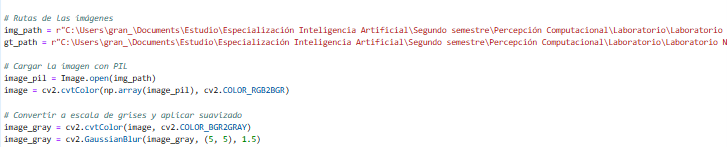 # Rutas de las imágenes
img_path = r"C:\Users\gran_\Documents\Estudio\Especialización Inteligencia Artificial\Segundo semestre\Percepción Computacional\Laboratorio\Laboratorio
gt_path = r"C:\Users\gran_\Documents\Estudio\Especialización Inteligencia Artificial\Segundo semestre\Percepción Computacional\Laboratorio\Laboratorio N
# Cargar la imagen con PIL
image_pil = Image.open(img_path)
image = cv2.cvtColor(np.array(image_pil), cv2.COLOR_RGB2BGR)
# Convertir a escala de grises y aplicar suavizado
image_gray = cv2.cvtColor(image, cv2.COLOR_BGR2GRAY)
image_gray = cv2.GaussianBlur(image_gray, (5, 5), 1.5)